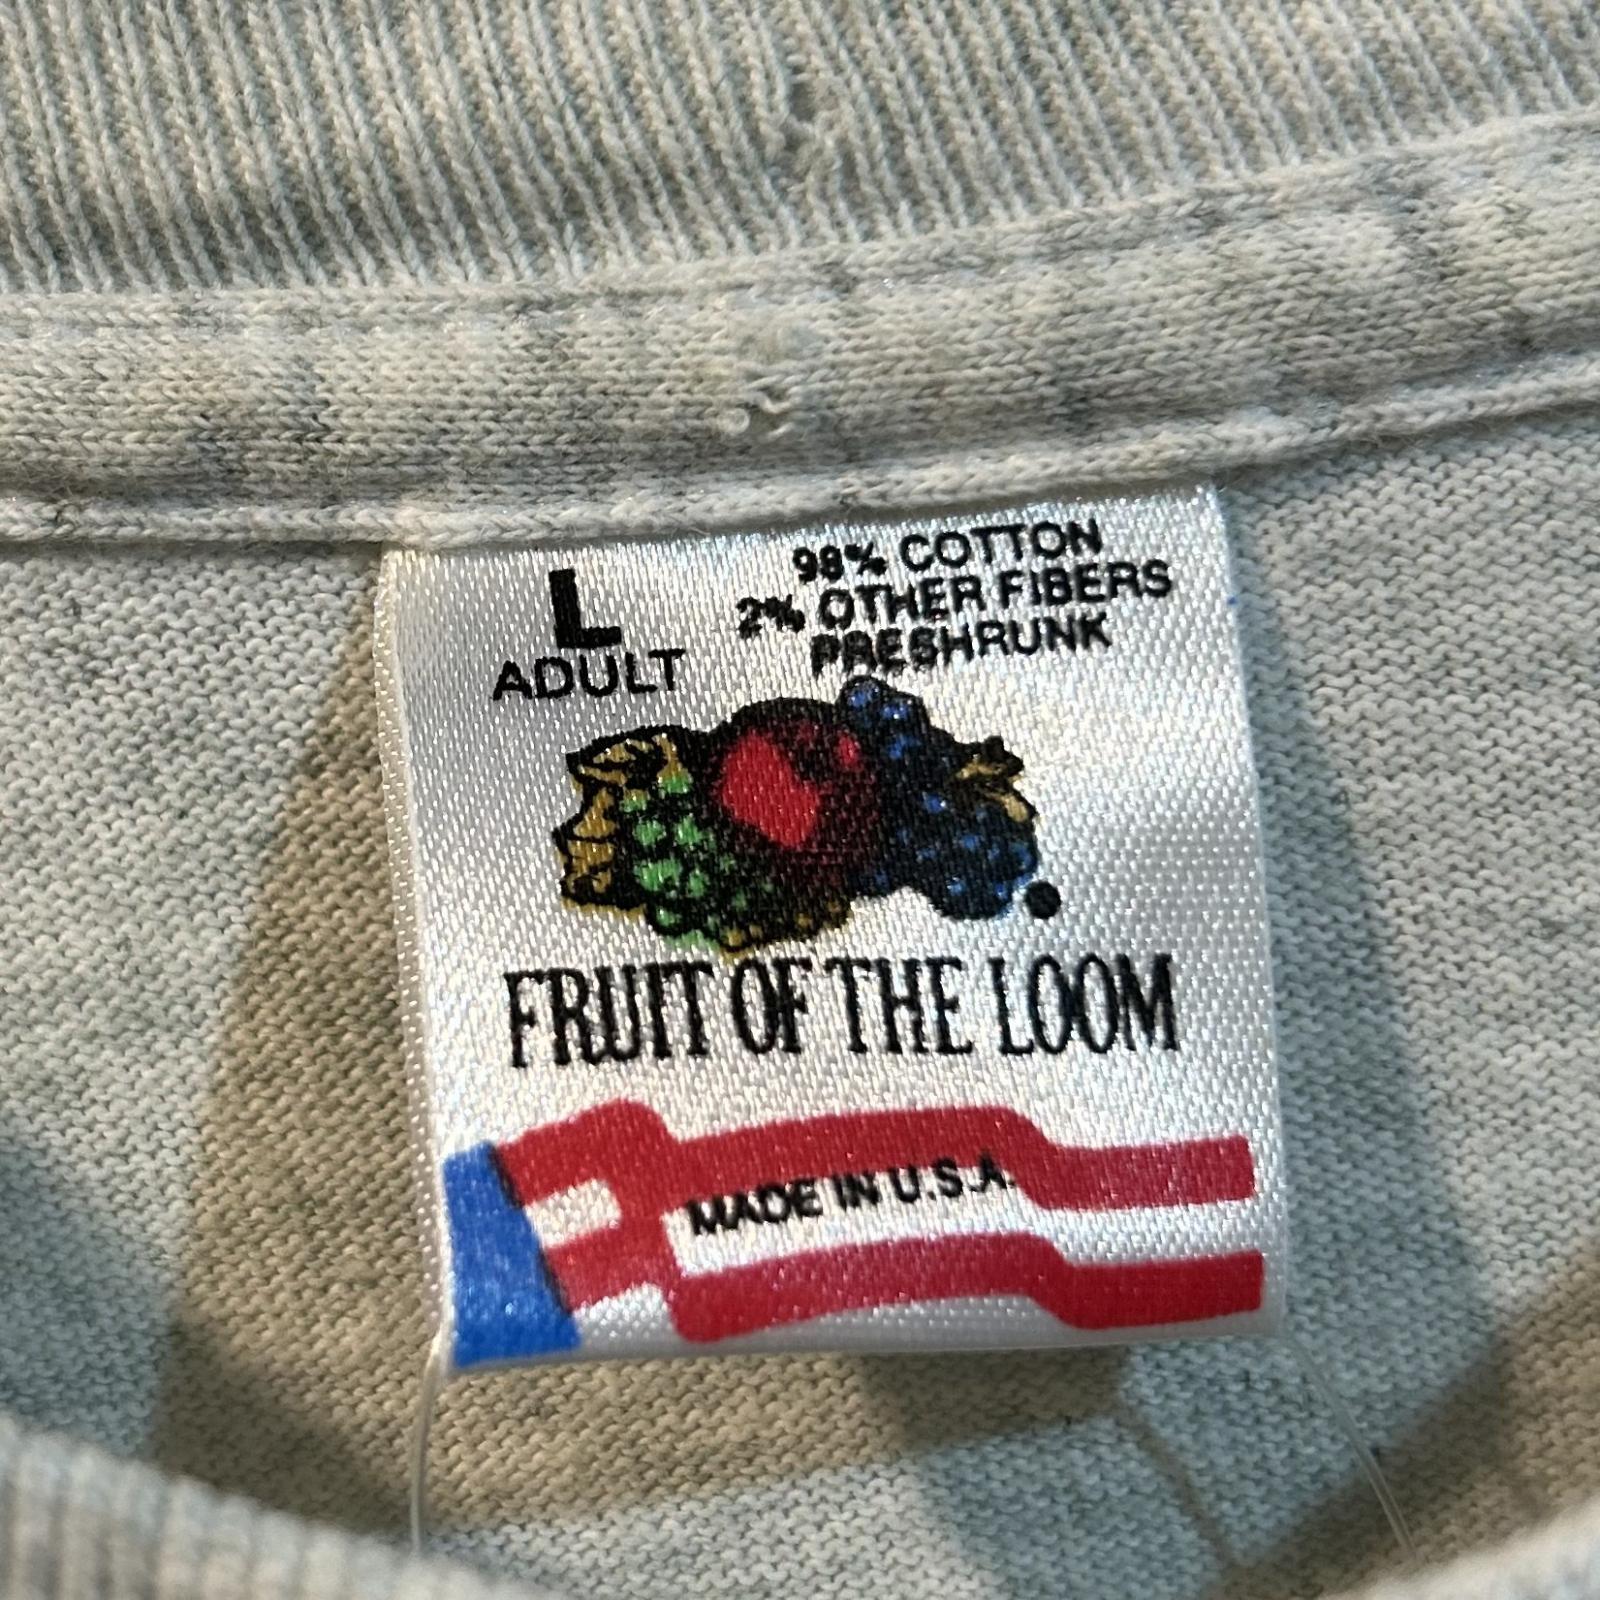 L
ADULT
98% COTTON
2% OTHER FIBERS
PRESHRUNK
FRUIT OF THE LOOM
MADE IN U.S.A.